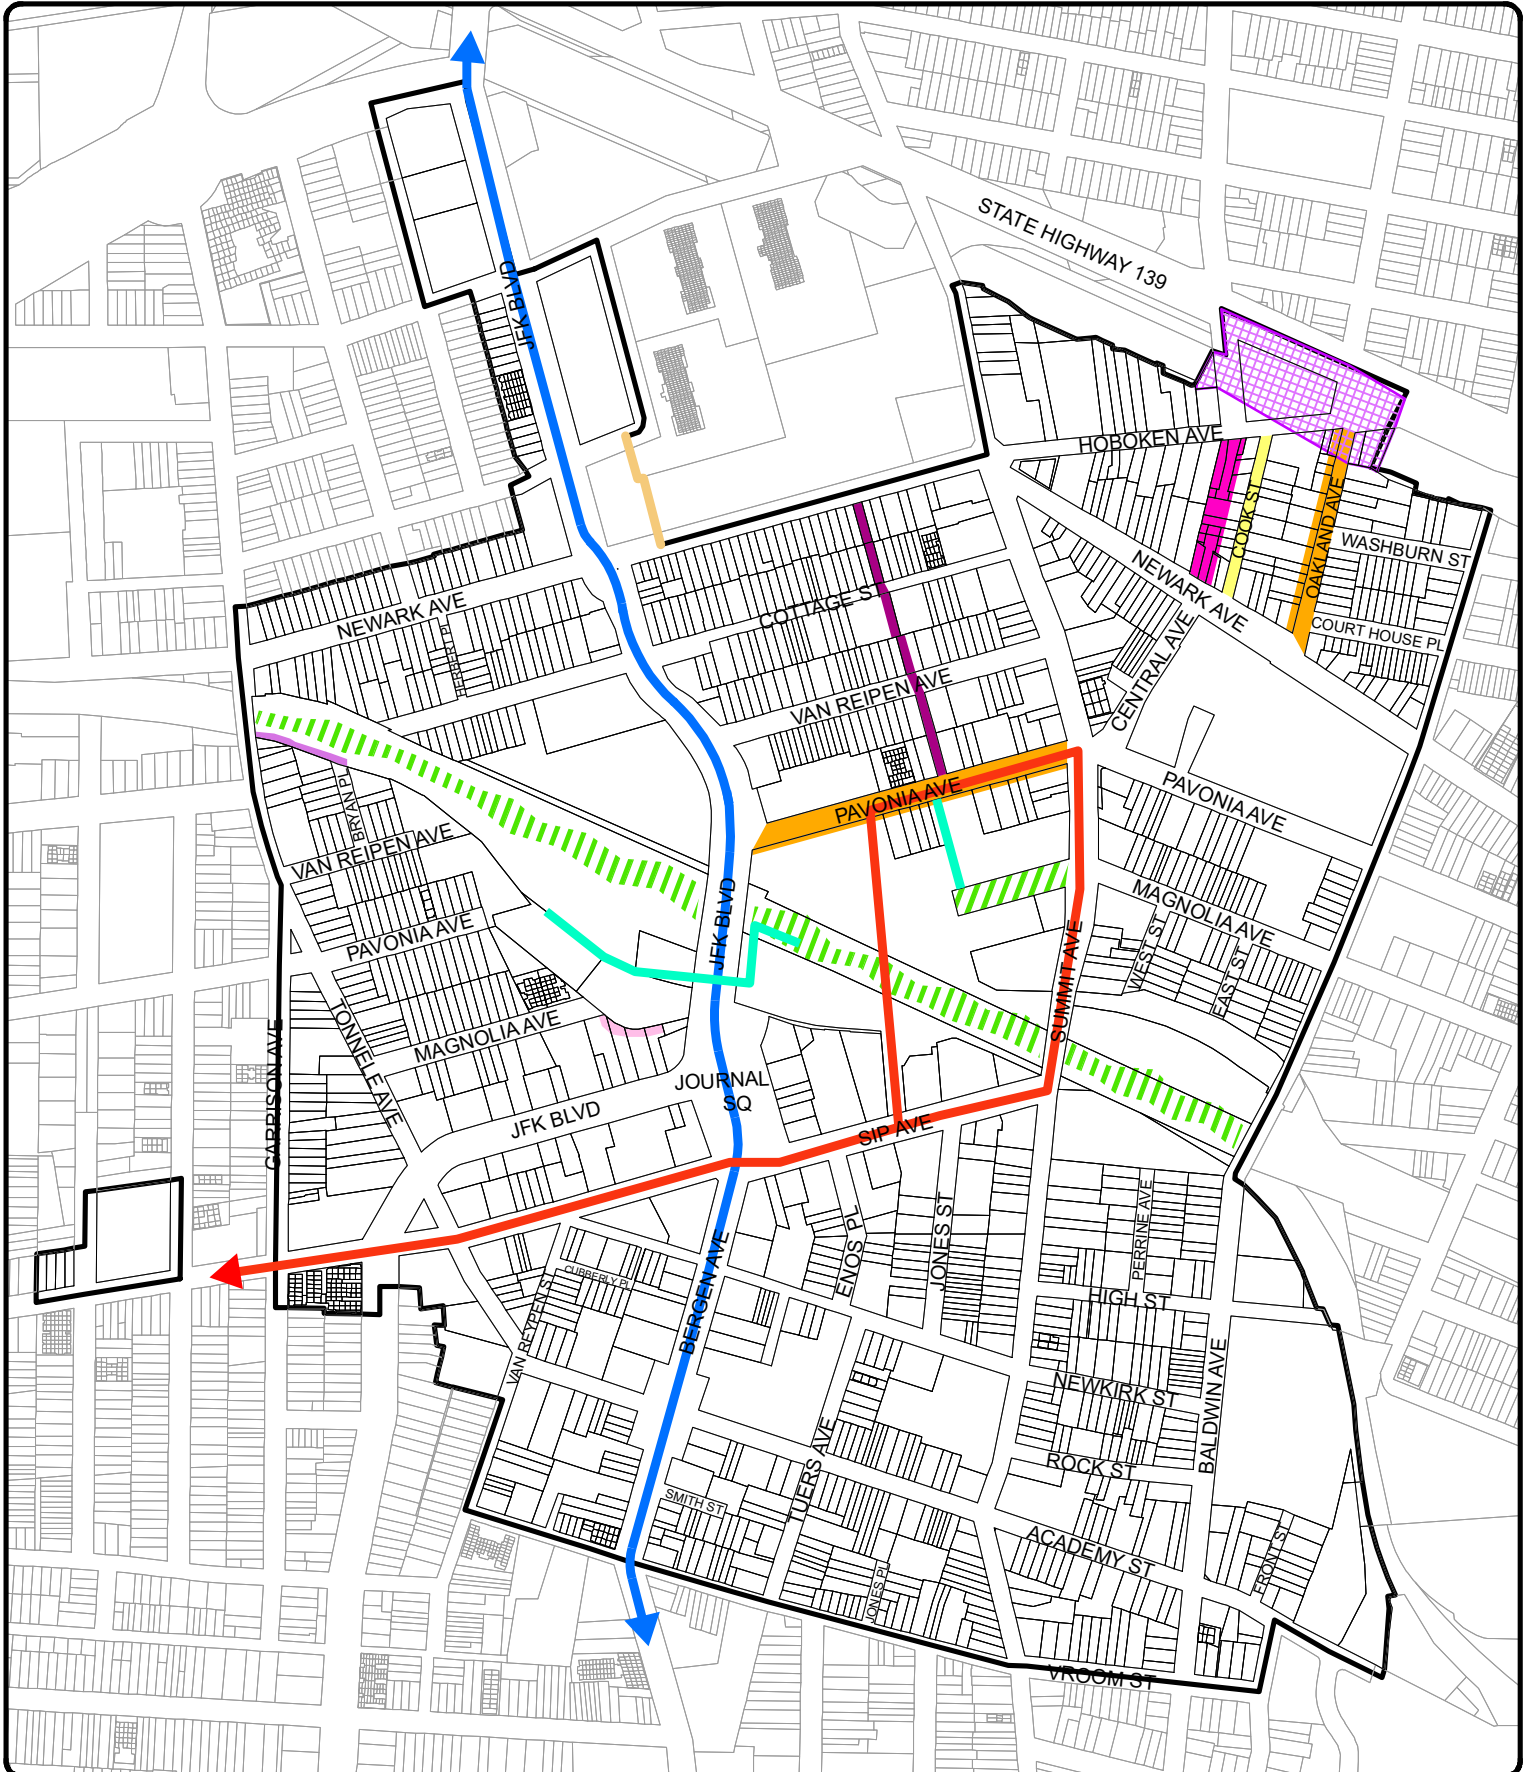 STATE HIGHWAY 139
JFK BLVD
HOBOKEN AVE
COOK ST
OAKLAND AVE
WASHBURN ST
NEWARK AVE
COURT HOUSE PL
COTTAGE ST
NEWARK AVE
HERBERT PL
CENTRAL AVE
VAN REIPEN AVE
PAVONIA AVE
PAVONIA AVE
BRYAN PL
VAN REIPEN AVE
JFK BLVD
MAGNOLIA AVE
PAVONIA AVE
WEST ST
EAST ST
SUMMIT AVE
TONNELE AVE
MAGNOLIA AVE
GARRISON AVE
JOURNAL
SQ
JFK BLVD
SIP AVE
PERRINE AVE
JONES ST
ENOS PL
CUBBERLY PL
BERGEN AVE
VAN REYPEN S
HIGH ST
NEWKIRK ST
BALDWIN AVE
ROCK ST
TUERS AVE
SMITH ST
ACADEMY ST
FRONT ST
JONES PL
VROOM ST